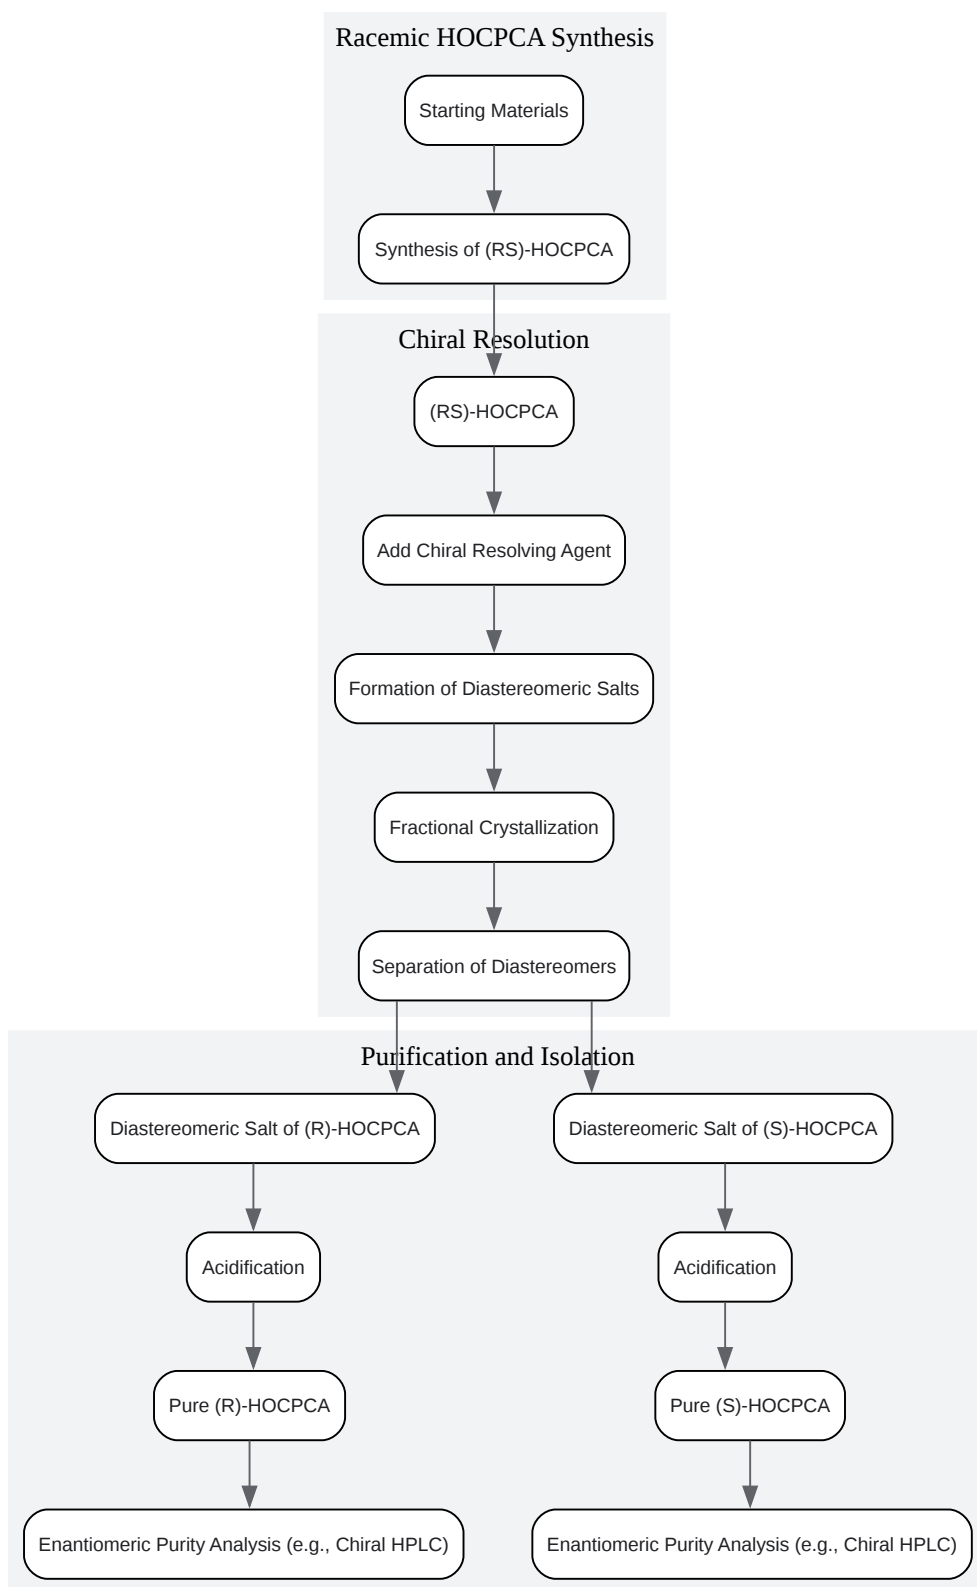 Racemic HOCPCA Synthesis
Starting Materials
Synthesis of (RS)-HOCPCA
Chiral Resolution
(RS)-HOCPCA
Add Chiral Resolving Agent
Formation of Diastereomeric Salts
Fractional Crystallization
Separation of Diastereomers
Purification and Isolation
Diastereomeric Salt of (R)-HOCPCA
Diastereomeric Salt of (S)-HOCPCA
Acidification
Acidification
Pure (R)-HOCPCA
Pure (S)-HOCPCA
Enantiomeric Purity Analysis (e.g., Chiral HPLC)
Enantiomeric Purity Analysis (e.g., Chiral HPLC)